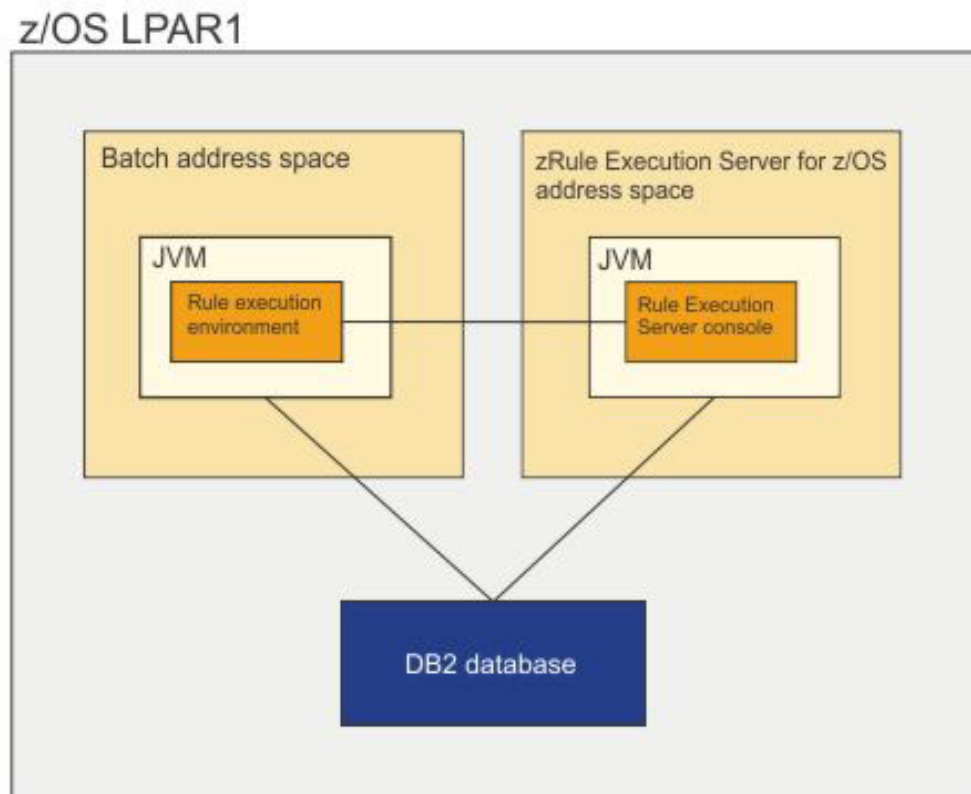 z/OS LPAR1
Batch address space
zRule Execution Server for z/OS
address space
JVM
Rule execution
environment
JVM
Rule Execution
Server console
DB2 database